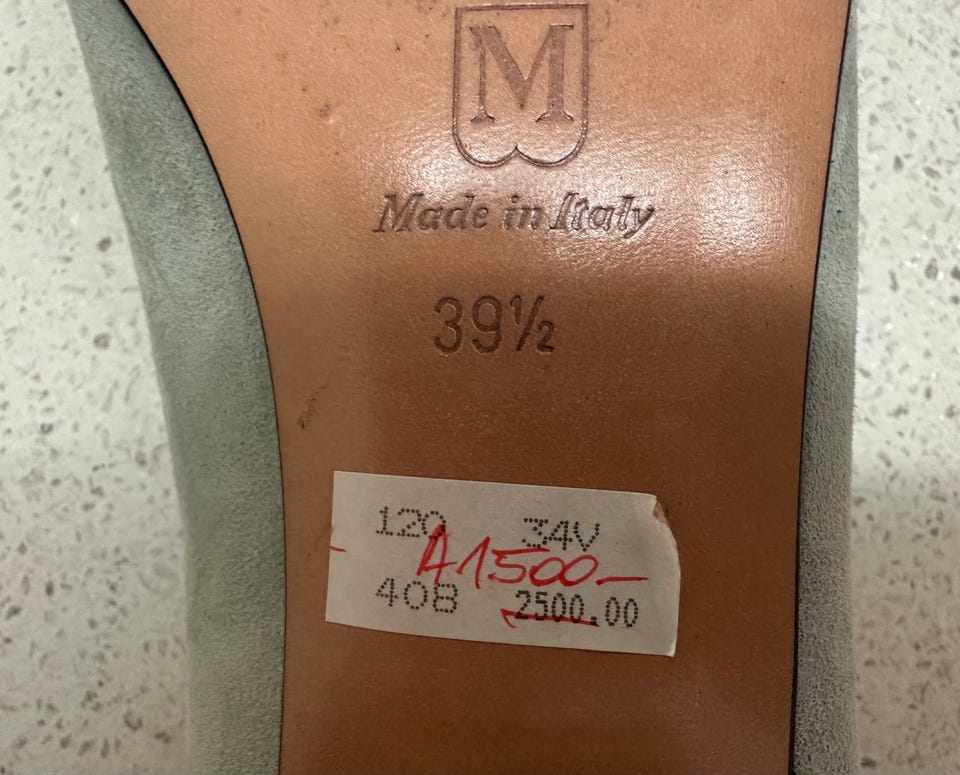 M
Made in Italy
39½
120 34V
A 1500.—
408 2500.00